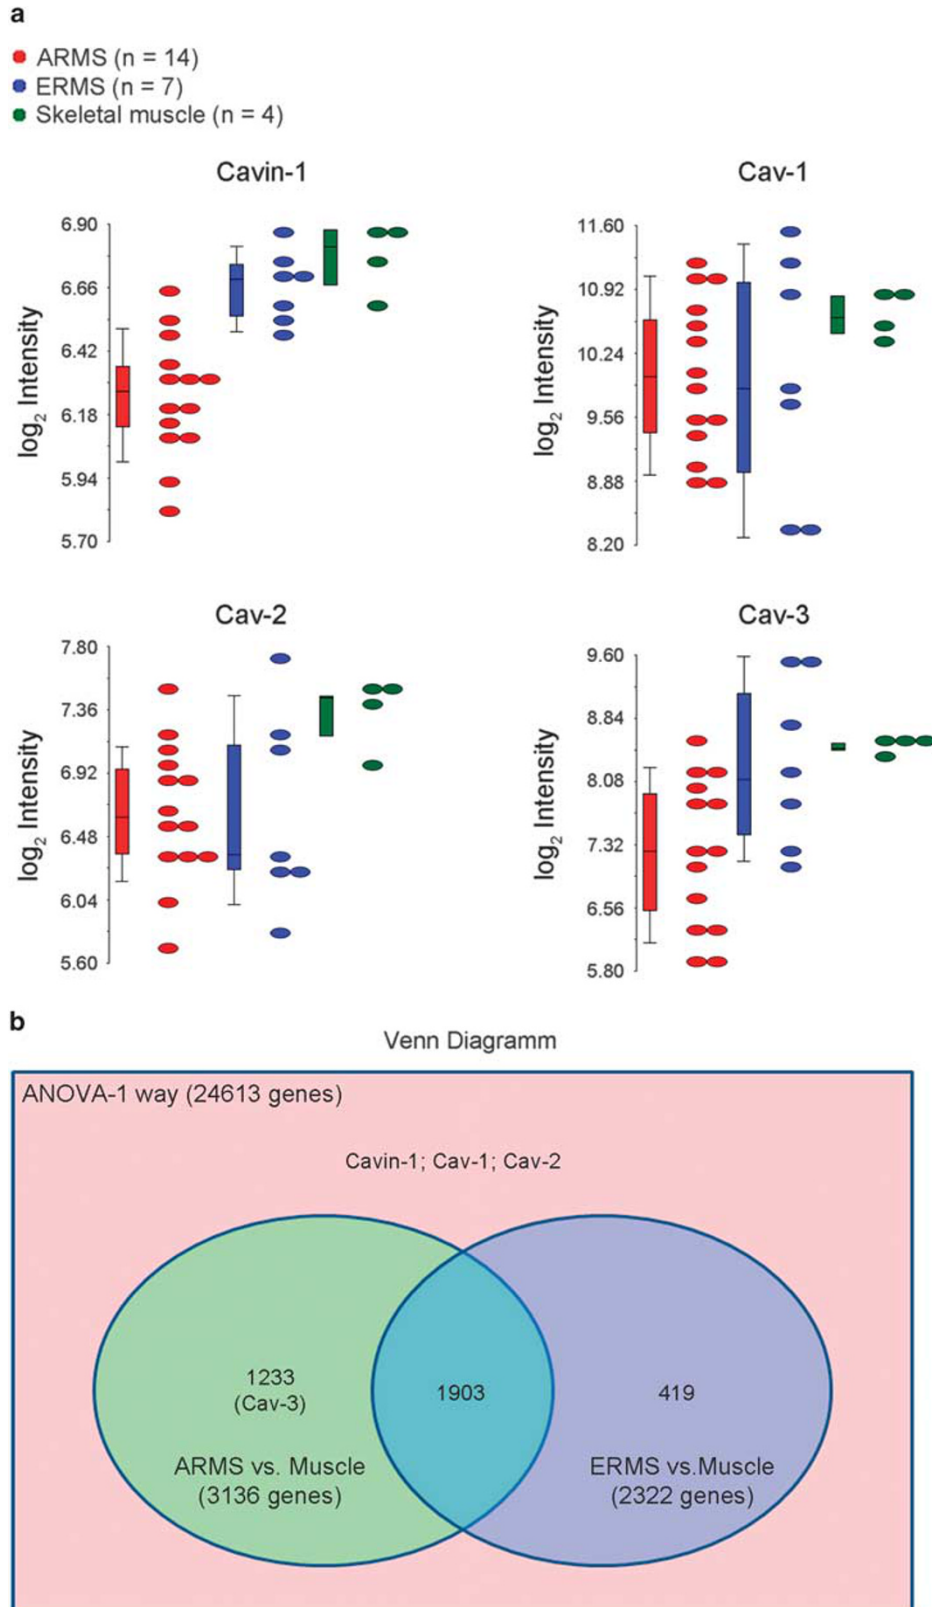 a
ARMS (n = 14)
ERMS (n = 7)
Skeletal muscle (n = 4)
Cavin-1
6.90
6.66
6.42
6.18
5.94
5.70
log2 Intensity
Cav-1
11.60
10.92
10.24
9.56
8.88
8.20
log2 Intensity
Cav-2
7.80
7.36
6.92
6.48
6.04
5.60
log2 Intensity
Cav-3
9.60
8.84
8.08
7.32
6.56
5.80
log2 Intensity
b
Venn Diagramm
ANOVA-1 way (24613 genes)
Cavin-1; Cav-1; Cav-2
1233
(Cav-3)
1903
419
ARMS vs. Muscle
(3136 genes)
ERMS vs.Muscle
(2322 genes)